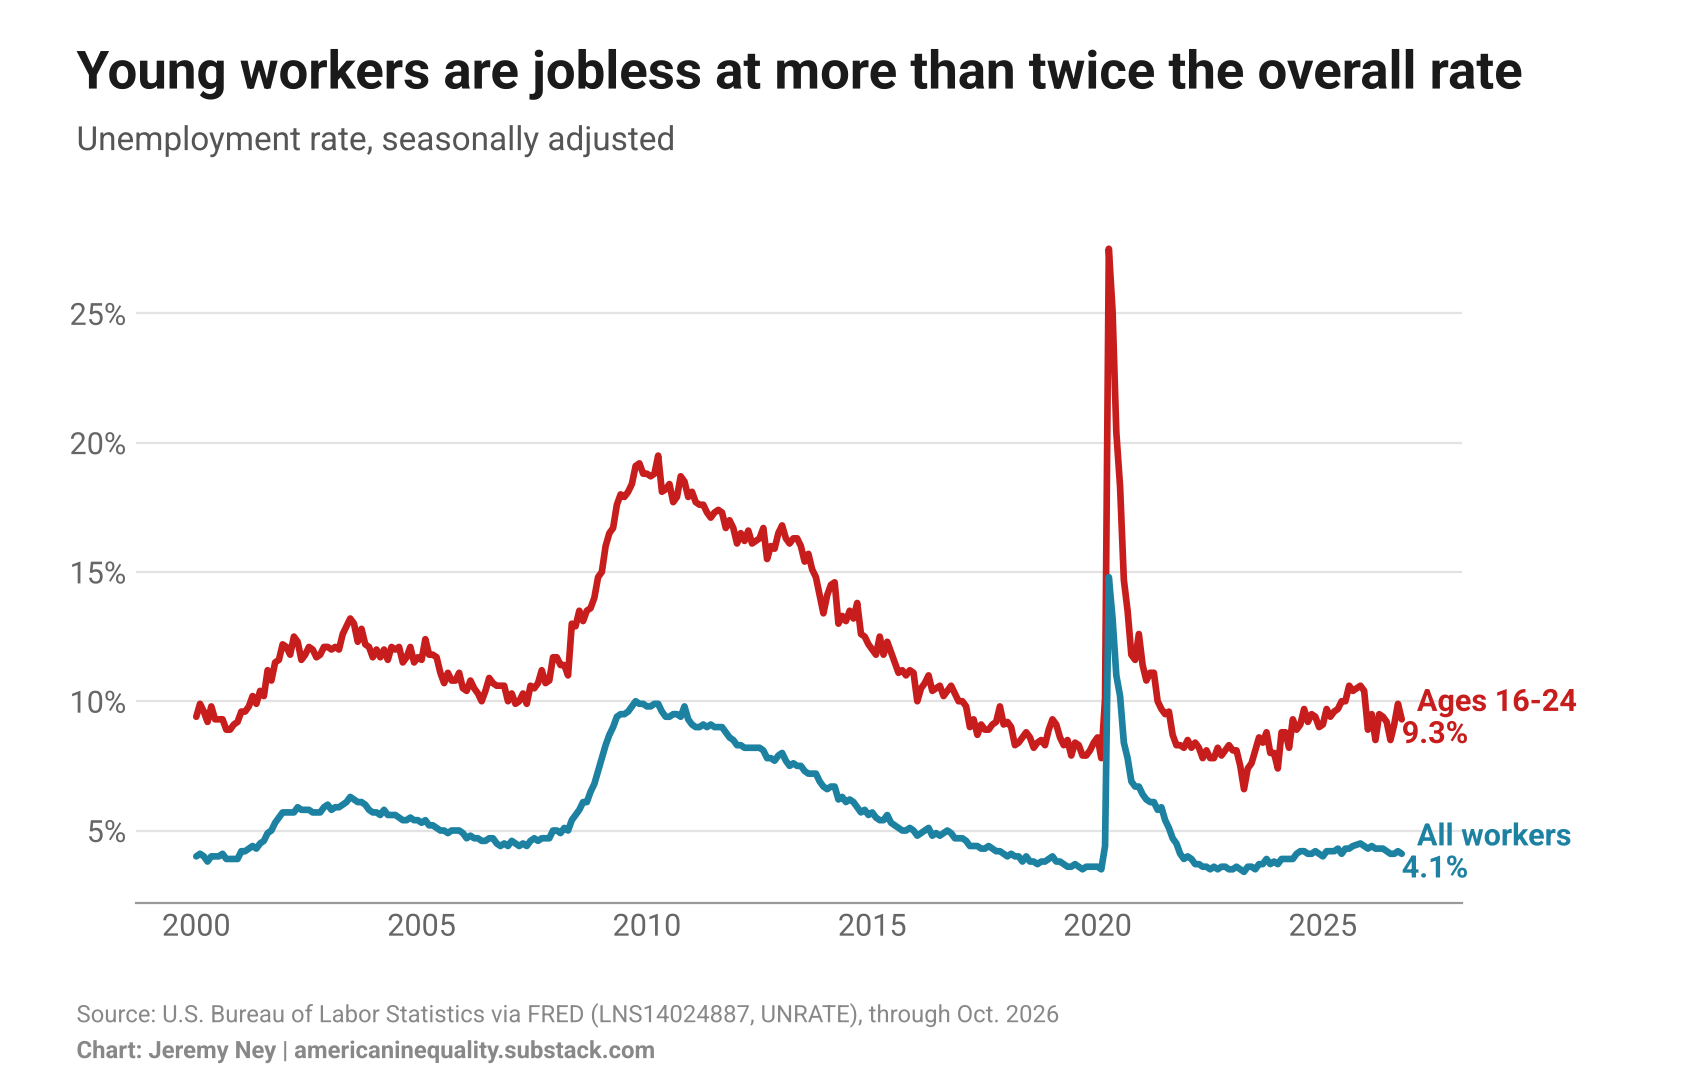 Young workers are jobless at more than twice the overall rate
Unemployment rate, seasonally adjusted
25%
20%
15%
10%
5%
Ages 16-24
9.3%
All workers
4.1%
2000 2005 2010 2015 2020 2025
Source: U.S. Bureau of Labor Statistics via FRED (LNS14024887, UNRATE), through Oct. 2026
Chart: Jeremy Ney | americaninequality.substack.com